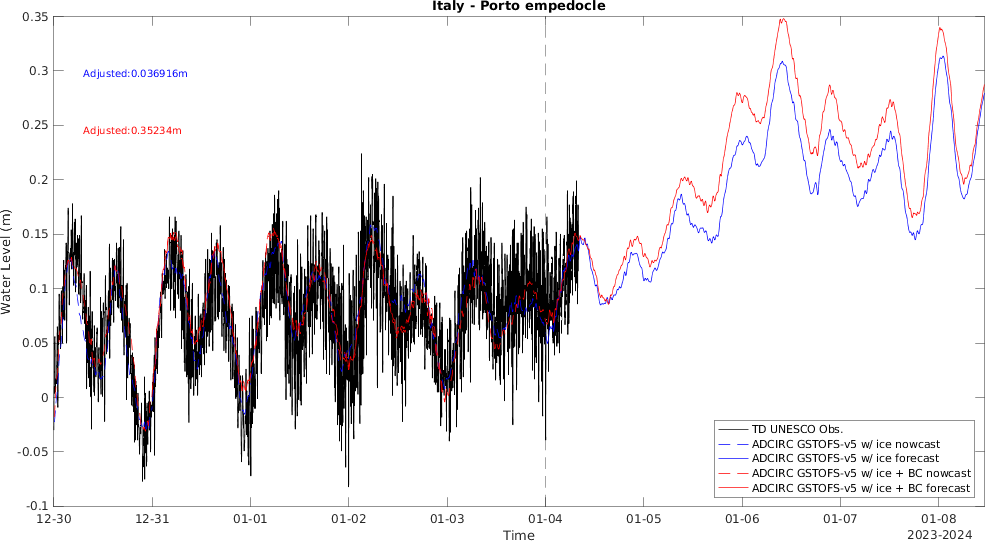 Italy - Porto empedocle
0.35
0.3
0.25
0.2
0.15
0.1
0.05
0
-0.05
-0.1
Water Level (m)
Adjusted:0.036916m
Adjusted:0.35234m
TD UNESCO Obs.
ADCIRC GSTOFS-v5 w/ ice nowcast
ADCIRC GSTOFS-v5 w/ ice forecast
ADCIRC GSTOFS-v5 w/ ice + BC nowcast
ADCIRC GSTOFS-v5 w/ ice + BC forecast
12-30 12-31 01-01 01-02 01-03 01-04 01-05 01-06 01-07 01-08
Time
2023-2024